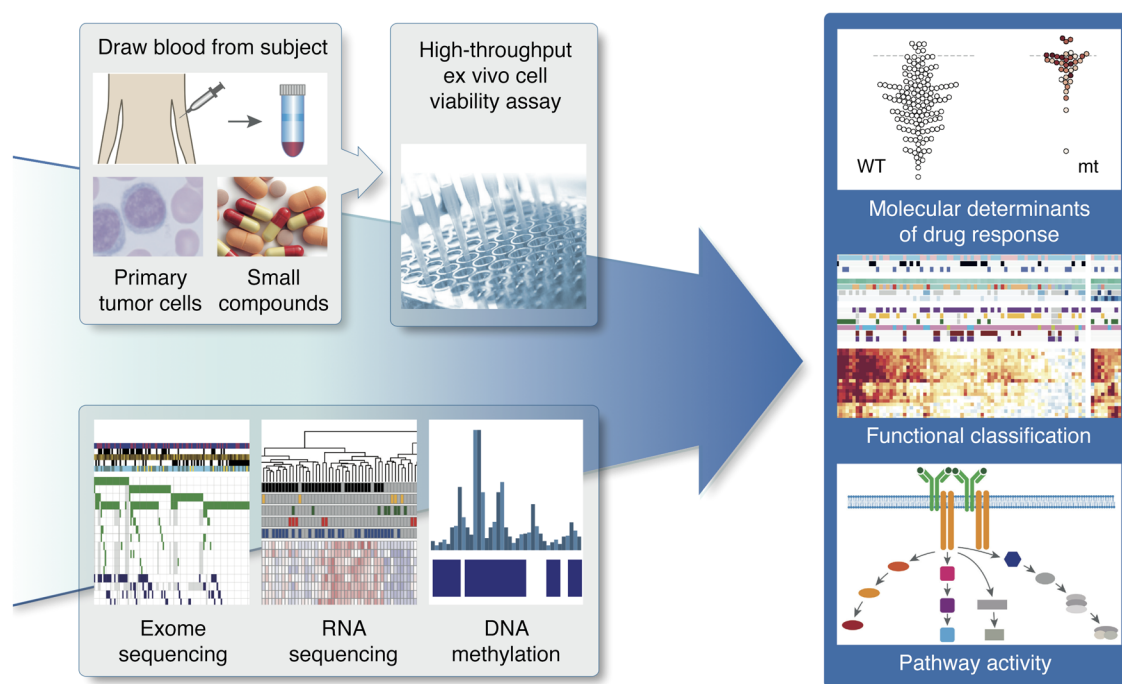 Draw blood from subject
Primary
tumor cells
Small
compounds
High-throughput
ex vivo cell
viability assay
Exome
sequencing
RNA
sequencing
DNA
methylation
WT
mt
Molecular determinants
of drug response
Functional classification
Pathway activity